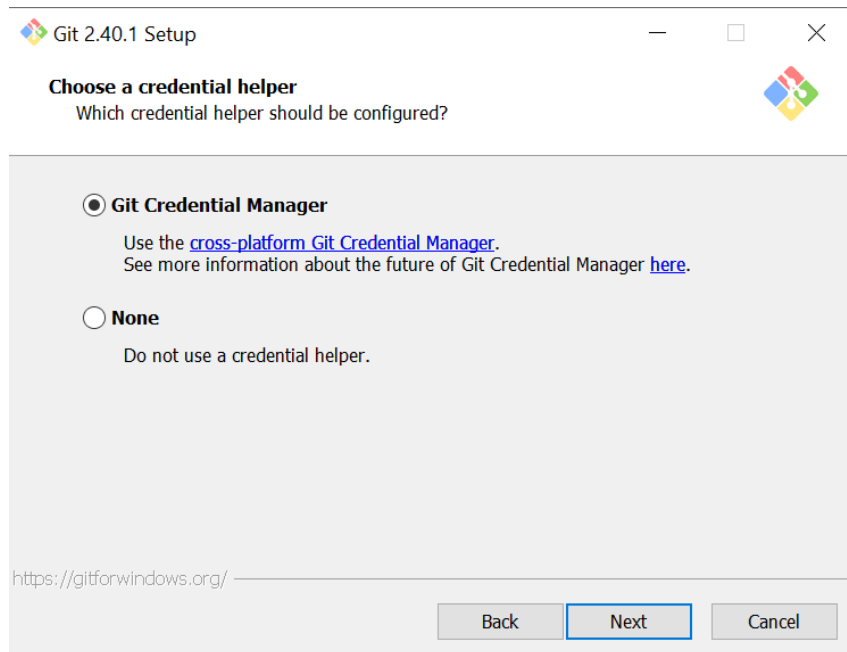 Git 2.40.1 Setup
Choose a credential helper
Which credential helper should be configured?
Git Credential Manager
Use the cross-platform Git Credential Manager.
See more information about the future of Git Credential Manager here.
None
Do not use a credential helper.
https://gitforwindows.org/
Back Next Cancel